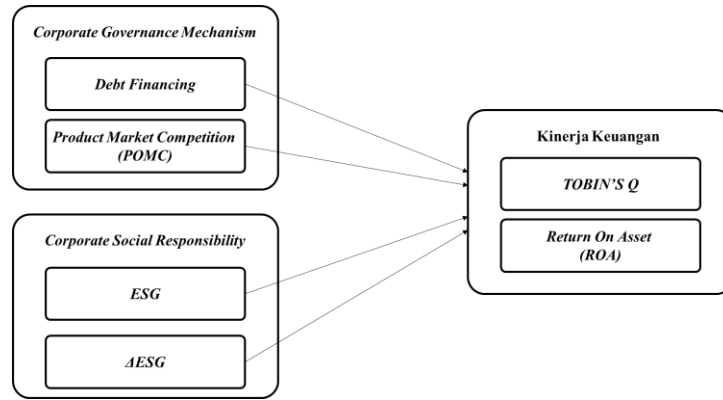 Corporate Governance Mechanism
Debt Financing
Product Market Competition
(POMC)
Corporate Social Responsibility
ESG
ΔESG
Kinerja Keuangan
TOBIN'S Q
Return On Asset
(ROA)